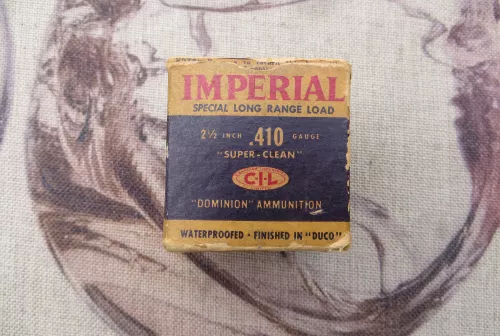 IMPERIAL
SPECIAL LONG RANGE LOAD
2½ INCH .410 GAUGE
"SUPER-CLEAN"
C-I-L
"DOMINION" AMMUNITION
WATERPROOFED • FINISHED IN "DUCO"